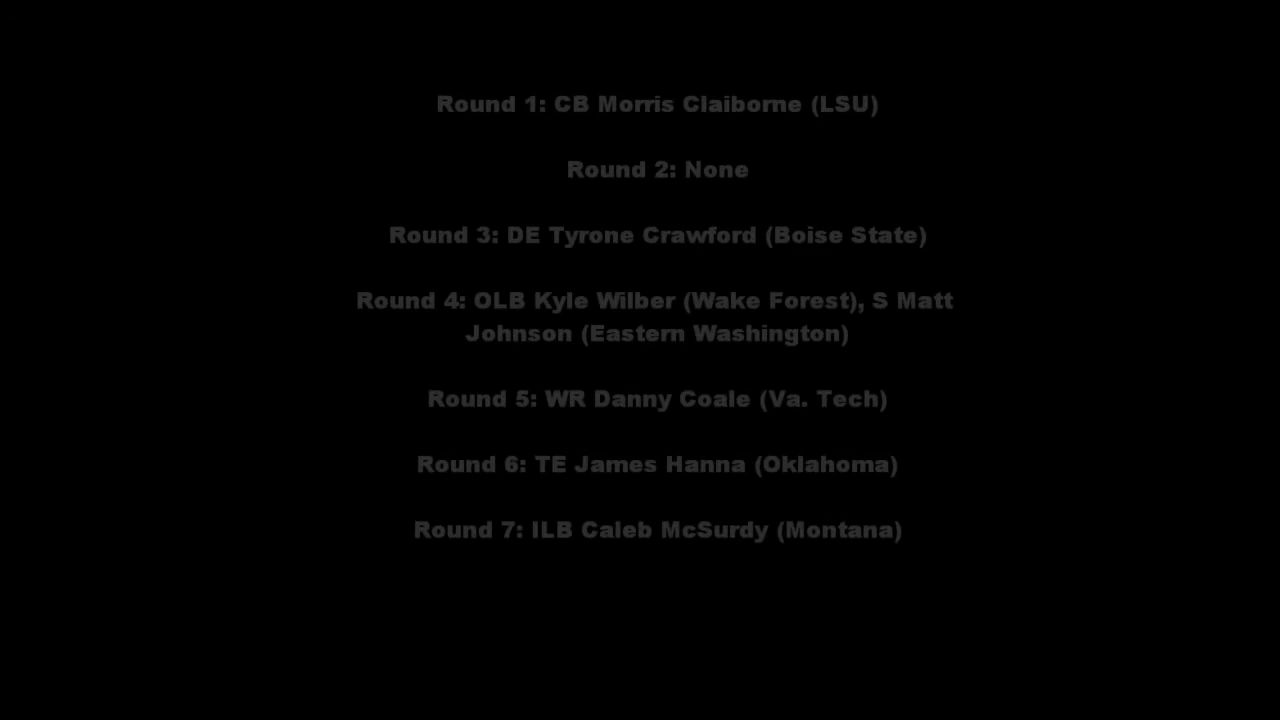 Round 1: CB Morris Claiborne (LSU)
Round 2: None
Round 3: DE Tyrone Crawford (Boise State)
Round 4: OLB Kyle Wilber (Wake Forest), S Matt
Johnson (Eastern Washington)
Round 5: WR Danny Coale (Va. Tech)
Round 6: TE James Hanna (Oklahoma)
Round 7: ILB Caleb McSurdy (Montana)